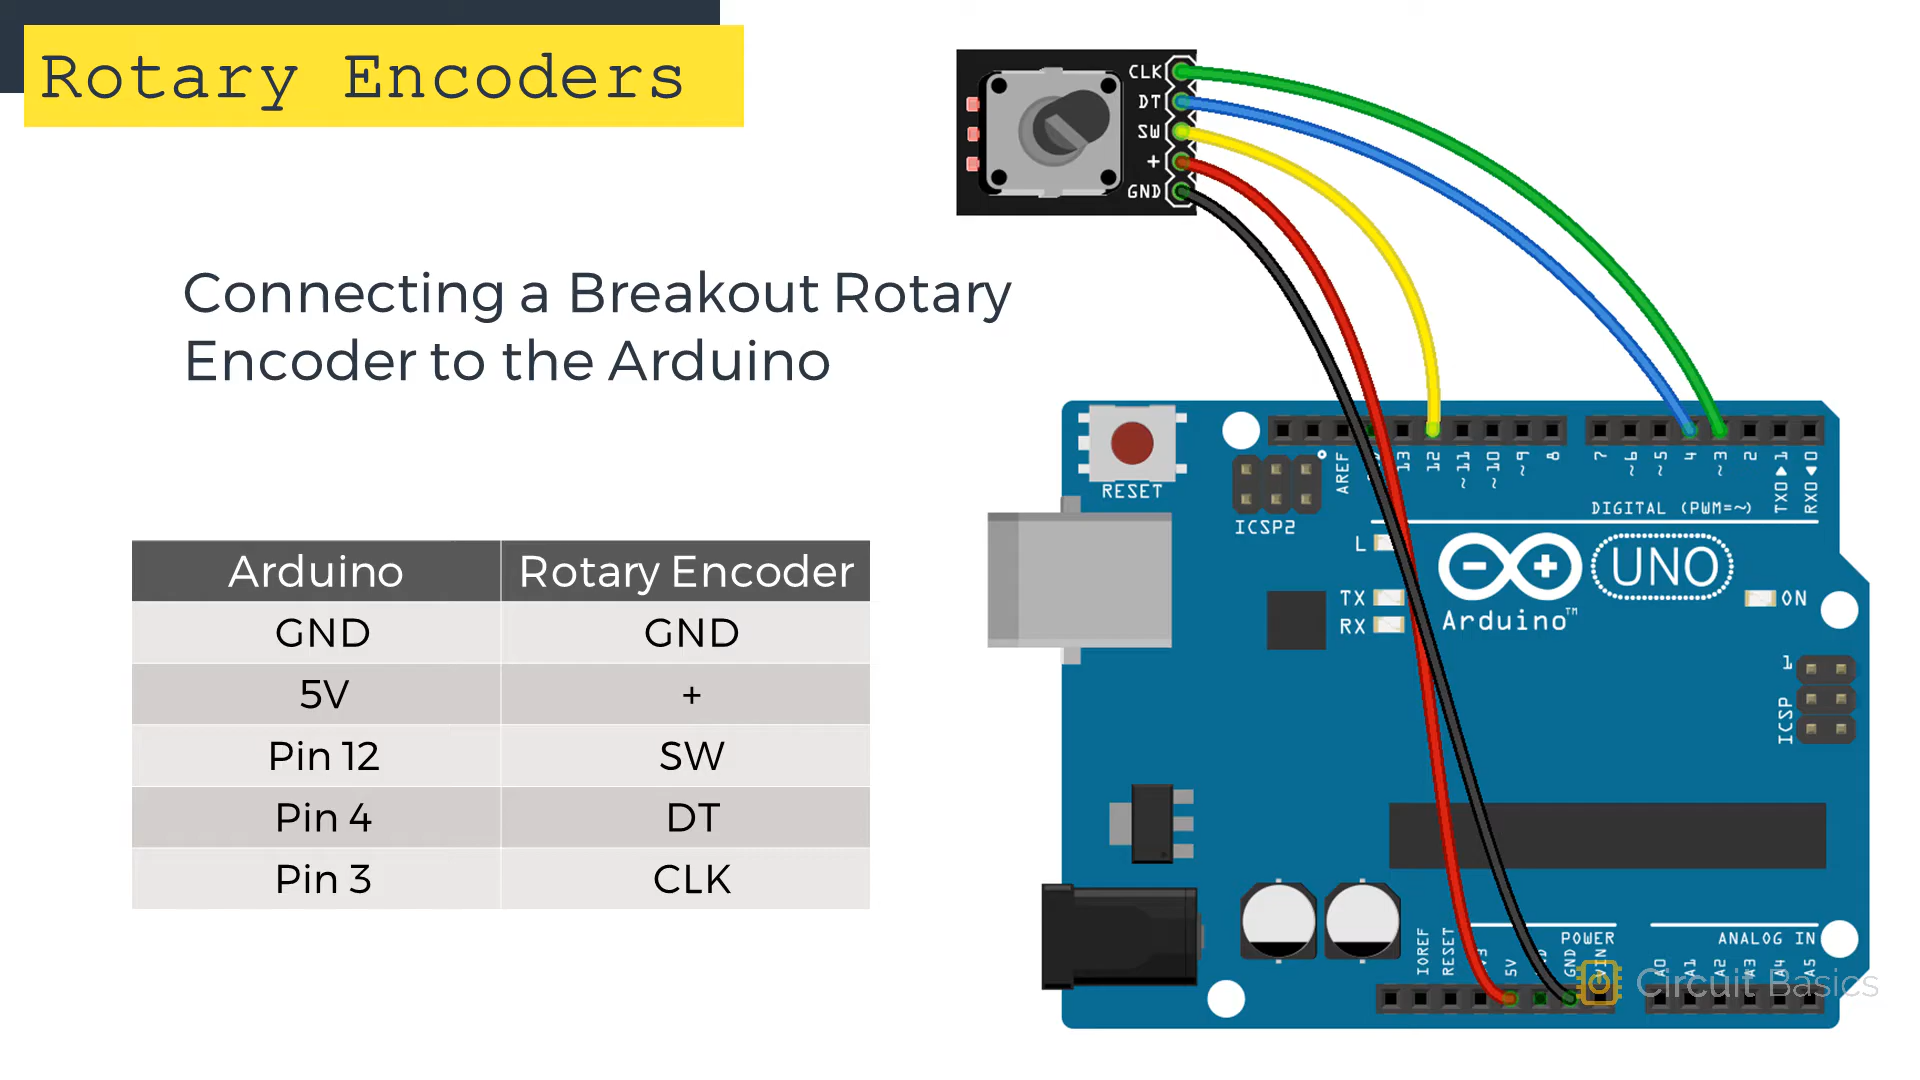 Rotary Encoders
Connecting a Breakout Rotary
Encoder to the Arduino
Arduino Rotary Encoder
GND GND
5V +
Pin 12 SW
Pin 4 DT
Pin 3 CLK
CLK
DT
SW
+
GND
RESET
ICSP2
AREF
13
12
~11
~10
~9
8
7
~6
~5
4
~3
2
TX0▶1
RX0◀0
DIGITAL (PWM=~)
L
TX
RX
Arduino™
UNO
ON
1
ICSP
IOREF
RESET
5V
GND
VIN
POWER
ANALOG IN
A0
A1
A2
A3
A4
A5
Circuit Basics